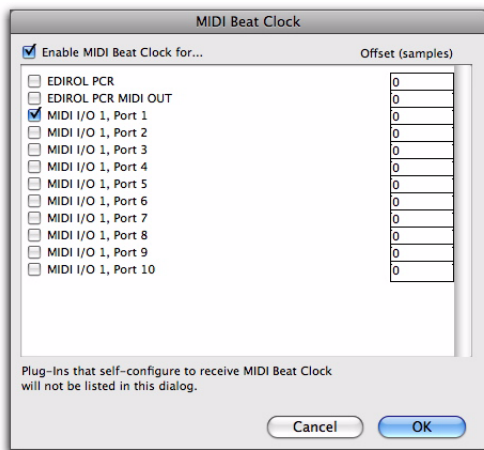 MIDI Beat Clock
Enable MIDI Beat Clock for... Offset (samples)
EDIROL PCR 0
EDIROL PCR MIDI OUT 0
MIDI I/O 1, Port 1 0
MIDI I/O 1, Port 2 0
MIDI I/O 1, Port 3 0
MIDI I/O 1, Port 4 0
MIDI I/O 1, Port 5 0
MIDI I/O 1, Port 6 0
MIDI I/O 1, Port 7 0
MIDI I/O 1, Port 8 0
MIDI I/O 1, Port 9 0
MIDI I/O 1, Port 10 0
Plug-Ins that self-configure to receive MIDI Beat Clock
will not be listed in this dialog.
Cancel OK